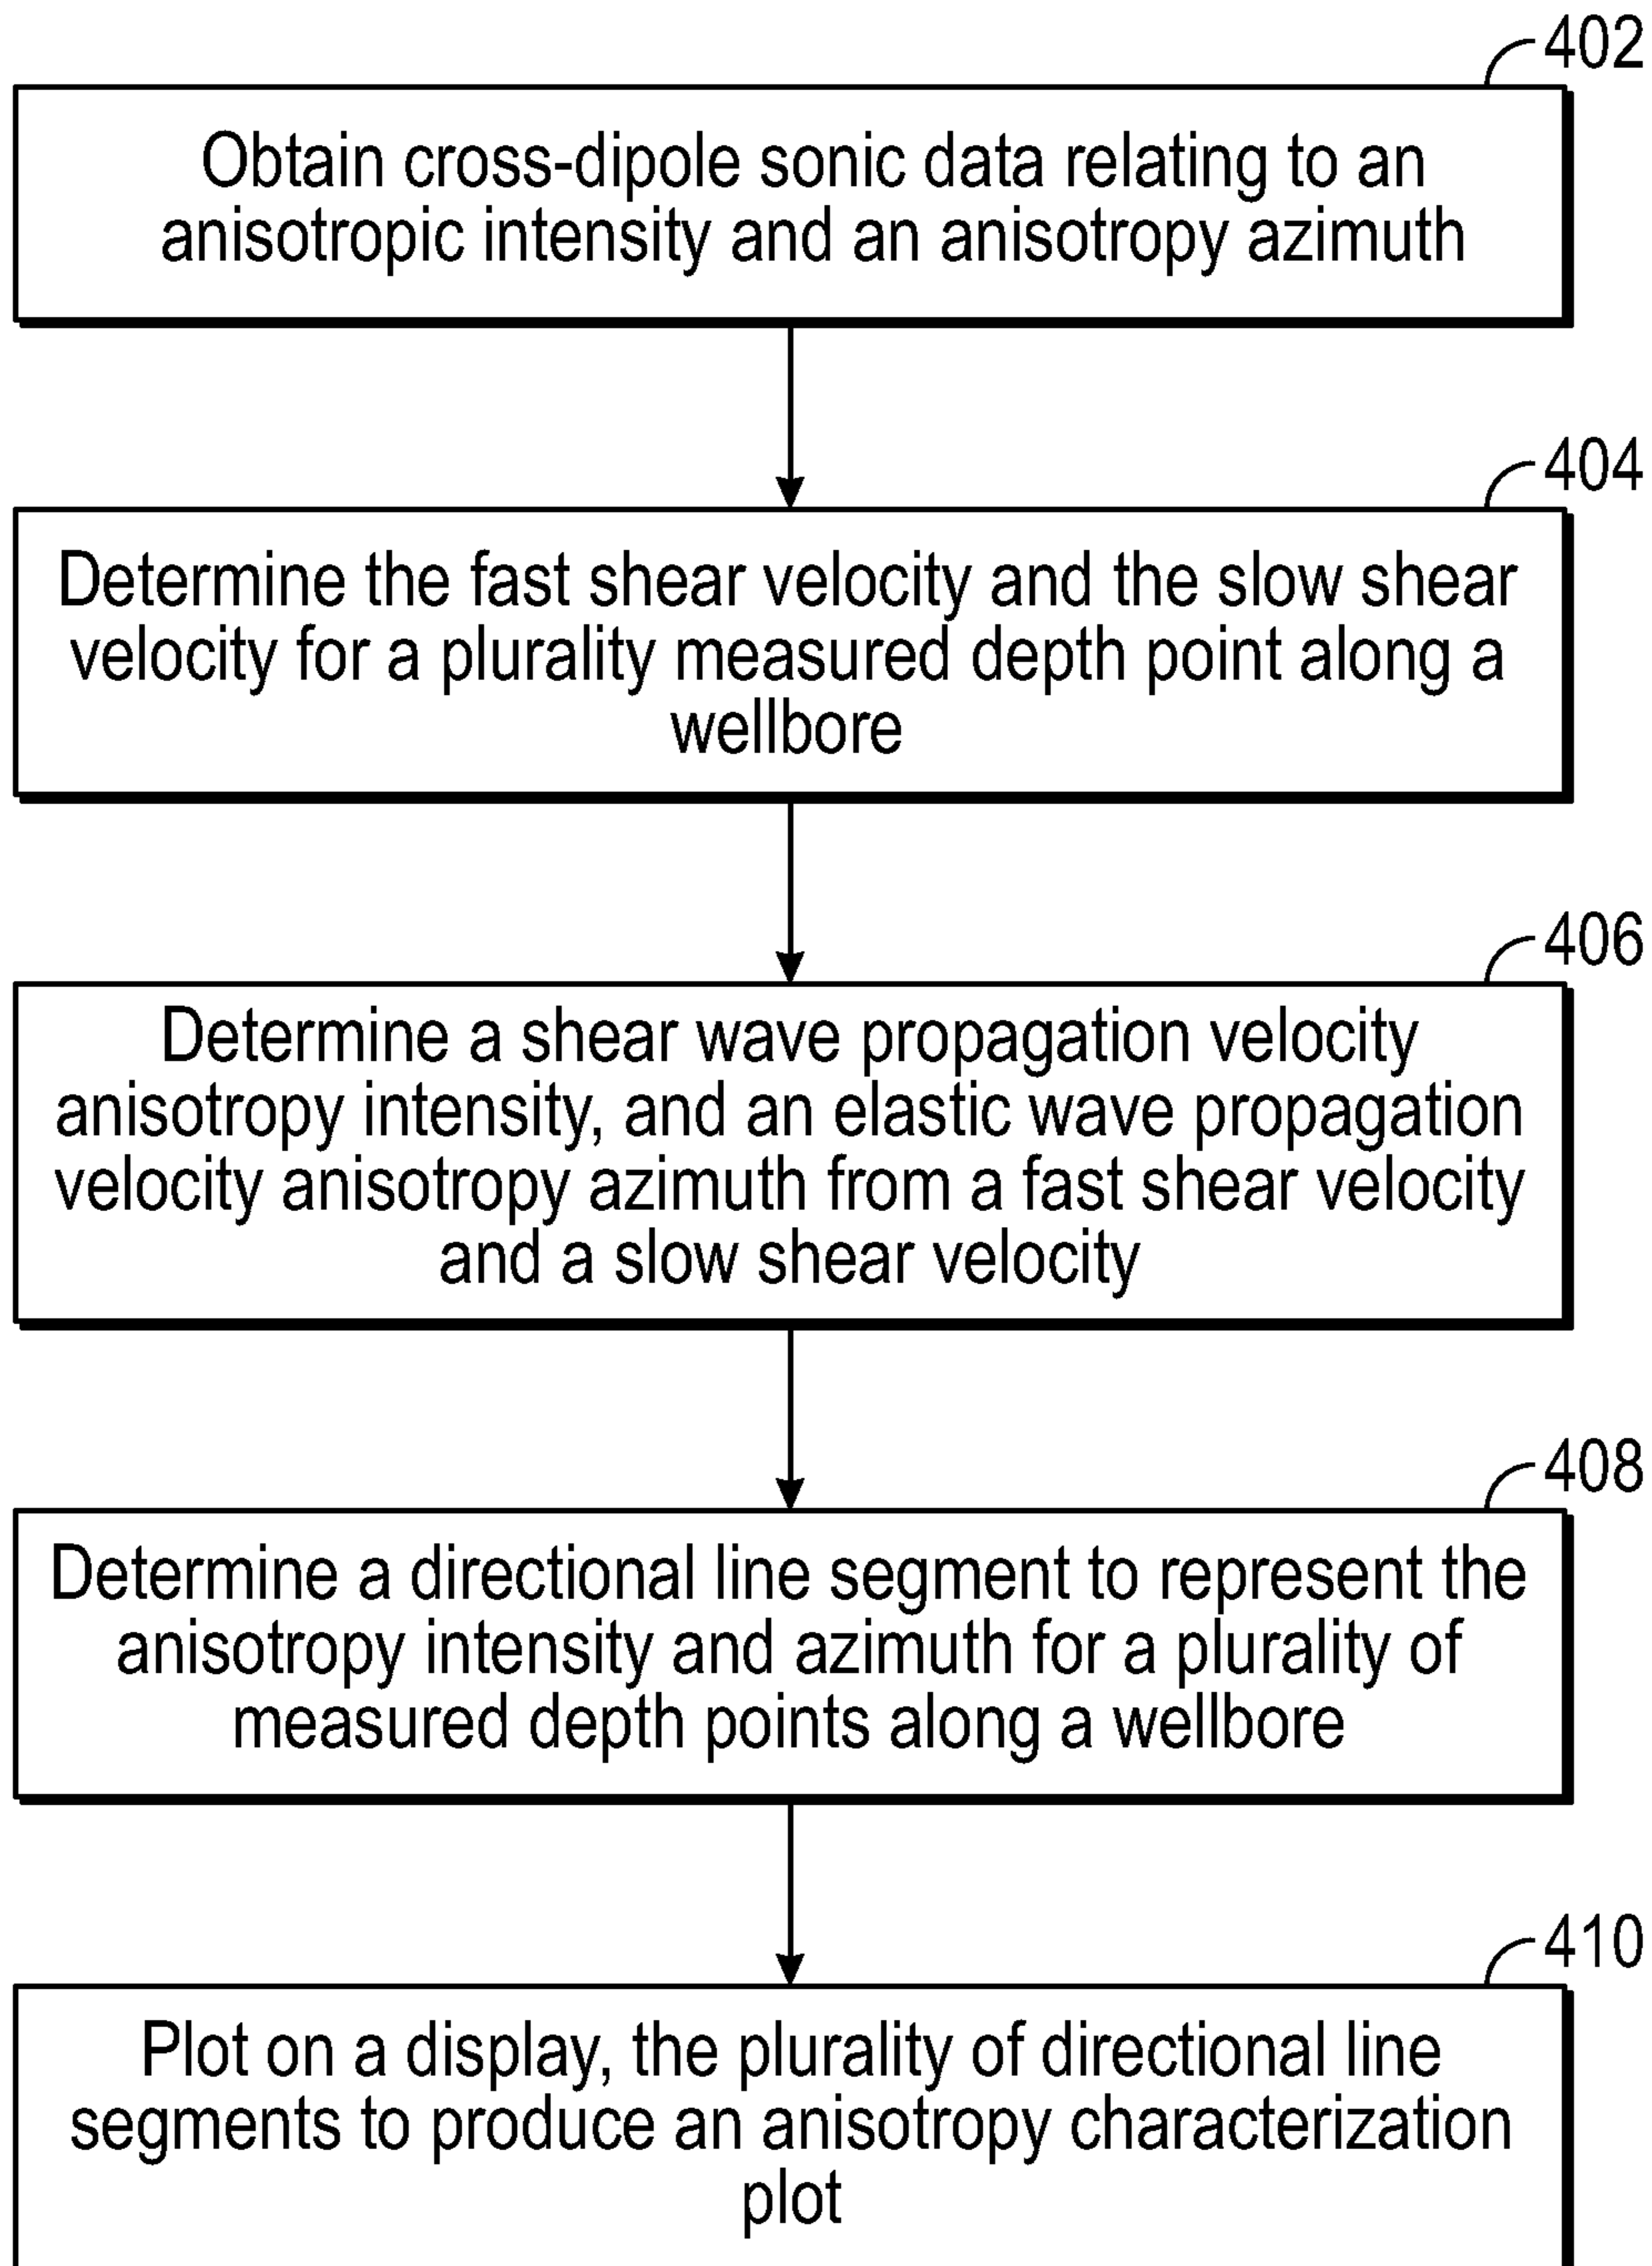 402
Obtain cross-dipole sonic data relating to an
anisotropic intensity and an anisotropy azimuth
404
Determine the fast shear velocity and the slow shear
velocity for a plurality measured depth point along a
wellbore
406
Determine a shear wave propagation velocity
anisotropy intensity, and an elastic wave propagation
velocity anisotropy azimuth from a fast shear velocity
and a slow shear velocity
408
Determine a directional line segment to represent the
anisotropy intensity and azimuth for a plurality of
measured depth points along a wellbore
410
Plot on a display, the plurality of directional line
segments to produce an anisotropy characterization
plot